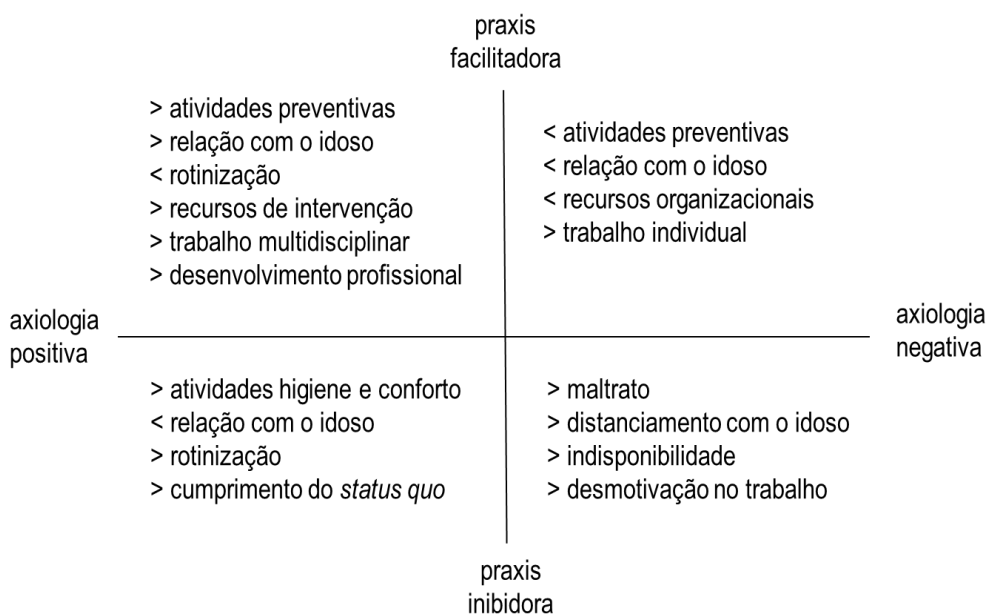 praxis
facilitadora
> atividades preventivas
> relação com o idoso
< rotinização
> recursos de intervenção
> trabalho multidisciplinar
> desenvolvimento profissional
< atividades preventivas
< relação com o idoso
< recursos organizacionais
> trabalho individual
axiologia
positiva
axiologia
negativa
> atividades higiene e conforto
< relação com o idoso
> rotinização
> cumprimento do status quo
> maltrato
> distanciamento com o idoso
> indisponibilidade
> desmotivação no trabalho
praxis
inibidora